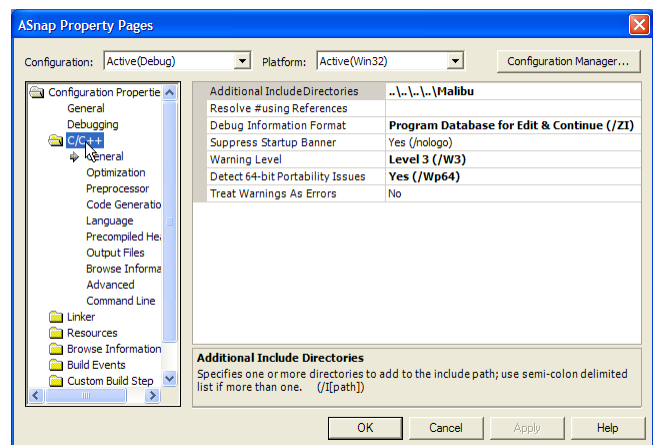 ASnap Property Pages
Configuration: Active(Debug) Platform: Active(Win32) Configuration Manager...
Configuration Propertie
General
Debugging
C/C++
General
Optimization
Preprocessor
Code Generatio
Language
Precompiled Hea
Output Files
Browse Informa
Advanced
Command Line
Linker
Resources
Browse Information
Build Events
Custom Build Step
Additional Include Directories ..\..\..\..\Malibu
Resolve #using References
Debug Information Format Program Database for Edit & Continue (/ZI)
Suppress Startup Banner Yes (/nologo)
Warning Level Level 3 (/W3)
Detect 64-bit Portability Issues Yes (/Wp64)
Treat Warnings As Errors No
Additional Include Directories
Specifies one or more directories to add to the include path; use semi-colon delimited
list if more than one. (/I[path])
OK Cancel Apply Help